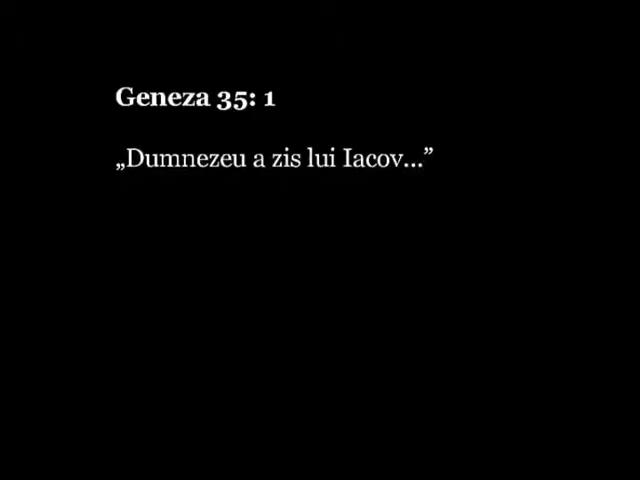 Geneza 35: 1
„Dumnezeu a zis lui Iacov...”